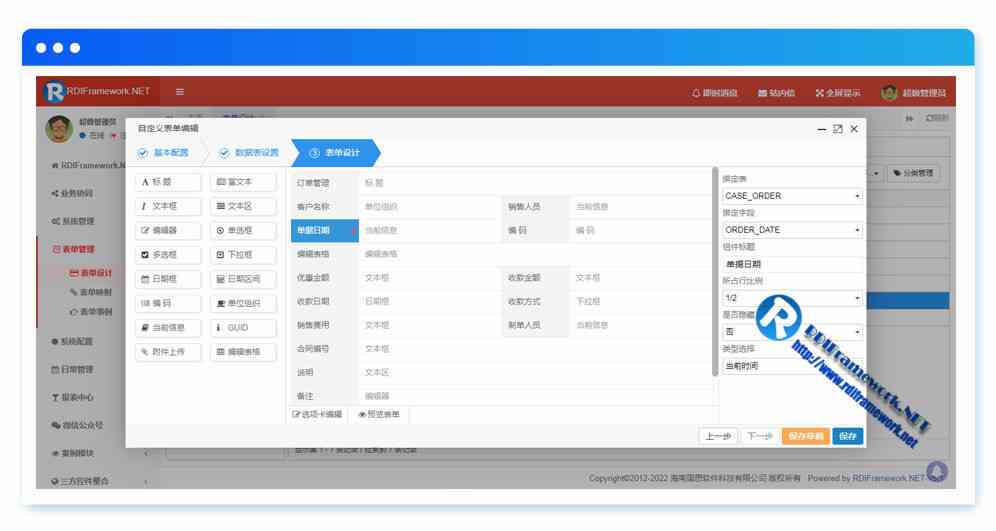 RDIFramework.NET
即时消息 站内信 全屏显示 超级管理员
超级管理员
在线
RDIFramework.N
业务协同
系统管理
表单管理
表单设计
表单映射
表单事例
系统配置
日常管理
报表中心
微信公众号
案例模块
三方控件整合
分类管理
自定义表单编辑
基本配置
数据表设置
3 表单设计
标题 富文本
文本框 文本区
编辑器 单选框
多选框 下拉框
日期框 日期区间
编 码 单位组织
当前信息 GUID
附件上传 编辑表格
订单管理 标 题
客户名称 单位组织 销售人员 当前信息
单据日期 当前信息 编 码 编 码
编辑表格 编辑表格
优惠金额 文本框 收款金额 文本框
收款日期 日期框 收款方式 下拉框
销售费用 文本框 制单人员 当前信息
合同编号 文本框
说明 文本区
备注 编辑器
选项卡编辑 预览表单
绑定表
CASE_ORDER
绑定字段
ORDER_DATE
组件标题
单据日期
所占行比例
1/2
是否隐藏
否
类型选择
当前时间
RDIFramework.NET
http://www.rdiframework.net
上一步 下一步 保存草稿 保存
Copyright©2012-2022 海南国思软件科技有限公司 版权所有 Powered by RDIFramework.NET